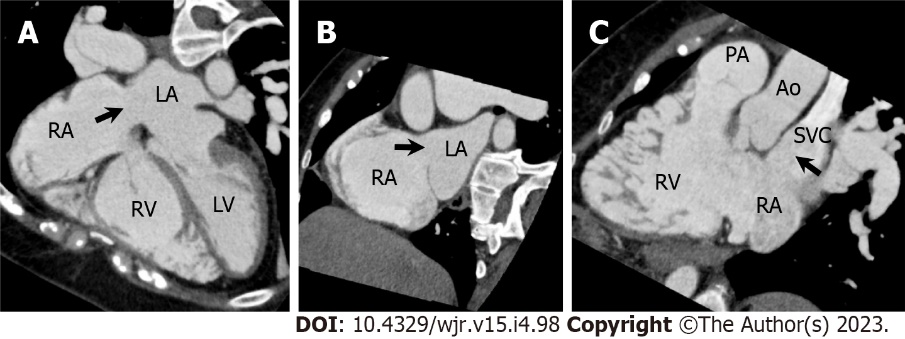 A
LA
RA
RV
LV
B
LA
RA
C
PA
Ao
SVC
RV
RA
DOI: 10.4329/wjr.v15.i4.98 Copyright ©The Author(s) 2023.